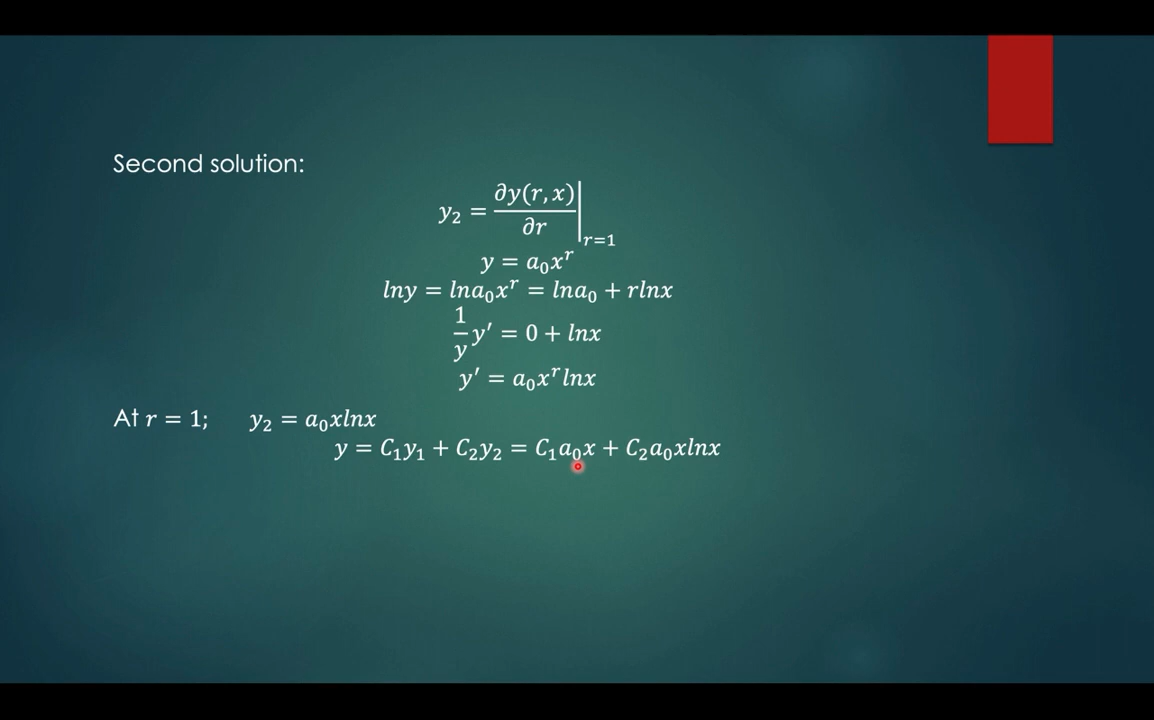 Second solution:
y₂ = ∂y(r, x)/∂r |ᵣ₌₁
y = a₀xʳ
lny = lna₀xʳ = lna₀ + rlnx
1/y y′ = 0 + lnx
y′ = a₀xʳlnx
At r = 1; y₂ = a₀xlnx
y = C₁y₁ + C₂y₂ = C₁a₀x + C₂a₀xlnx